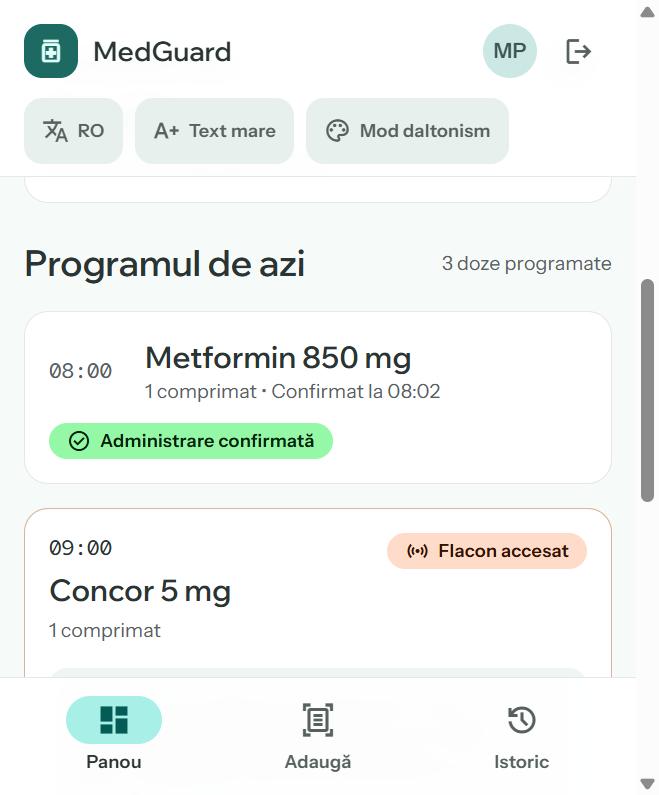 MedGuard
MP
RO
A+ Text mare
Mod daltonism
Programul de azi
3 doze programate
08:00
Metformin 850 mg
1 comprimat • Confirmat la 08:02
Administrare confirmată
09:00
Flacon accesat
Concor 5 mg
1 comprimat
Panou
Adaugă
Istoric